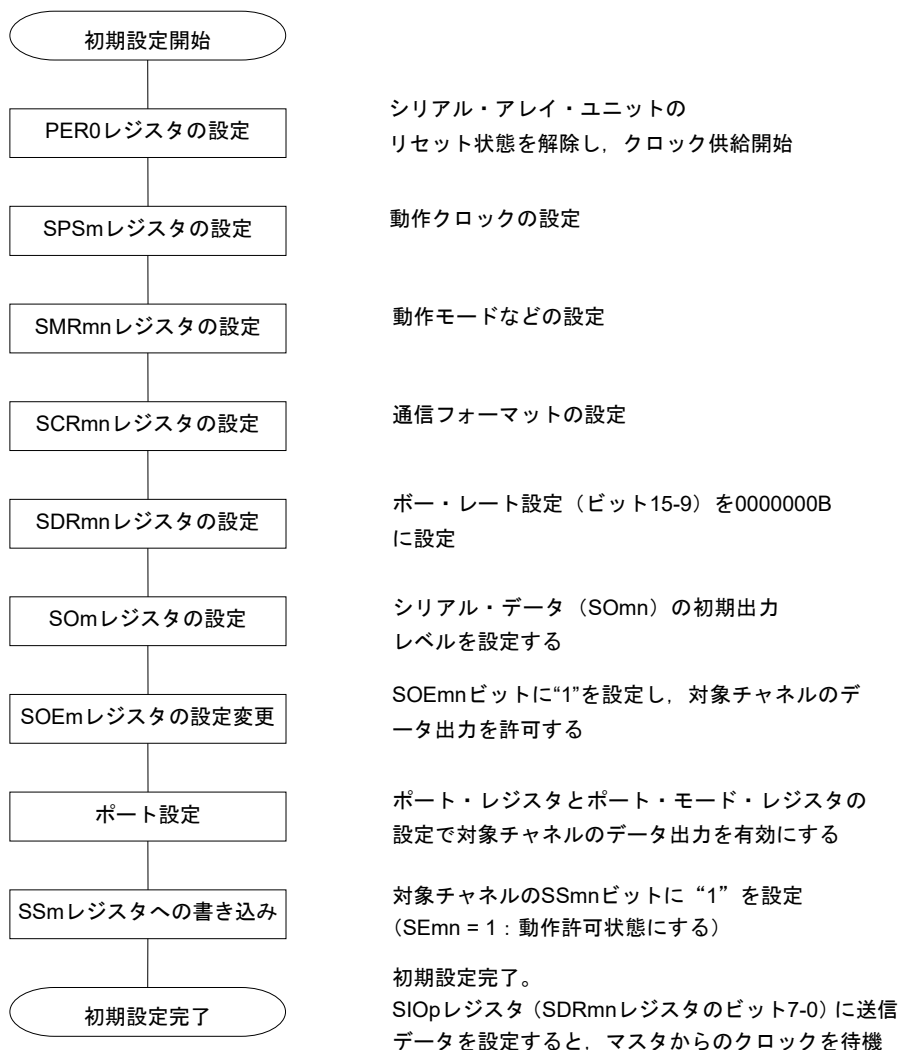 初期設定開始
PER0レジスタの設定
シリアル・アレイ・ユニットの
リセット状態を解除し，クロック供給開始
SPSmレジスタの設定
動作クロックの設定
SMRmnレジスタの設定
動作モードなどの設定
SCRmnレジスタの設定
通信フォーマットの設定
SDRmnレジスタの設定
ボー・レート設定（ビット15-9）を0000000B
に設定
SOmレジスタの設定
シリアル・データ（SOmn）の初期出力
レベルを設定する
SOEmレジスタの設定変更
SOEmnビットに“1”を設定し，対象チャネルのデ
ータ出力を許可する
ポート設定
ポート・レジスタとポート・モード・レジスタの
設定で対象チャネルのデータ出力を有効にする
SSmレジスタへの書き込み
対象チャネルのSSmnビットに“1”を設定
（SEmn = 1：動作許可状態にする）
初期設定完了
初期設定完了。
SIOpレジスタ（SDRmnレジスタのビット7-0）に送信
データを設定すると，マスタからのクロックを待機